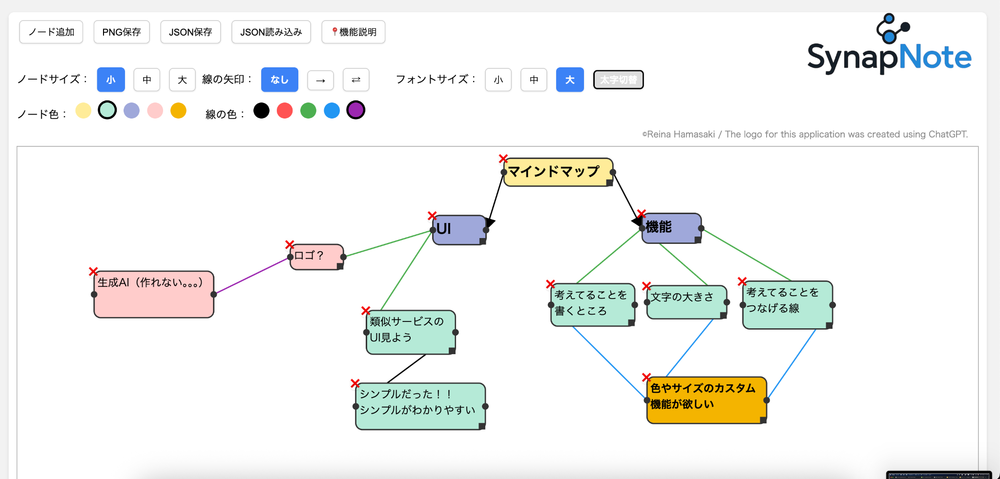 ノード追加
PNG保存
JSON保存
JSON読み込み
機能説明
SynapNote
ノードサイズ：
小
中
大
線の矢印：
なし
→
⇄
フォントサイズ：
小
中
大
太字切替
ノード色：
線の色：
©Reina Hamasaki / The logo for this application was created using ChatGPT.
マインドマップ
UI
機能
ロゴ？
生成AI（作れない。。。）
類似サービスの
UI見よう
シンプルだった！！
シンプルがわかりやすい
考えてることを
書くところ
文字の大きさ
考えてることを
つなげる線
色やサイズのカスタム
機能が欲しい